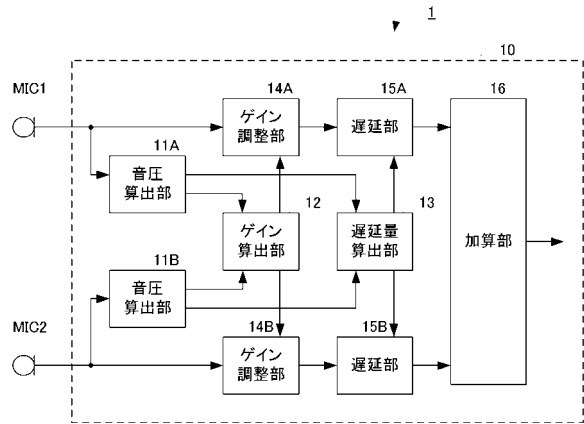 1
10
MIC1
14A
15A
16
ゲイン
調整部
遅延部
11A
音圧
算出部
12
13
ゲイン
算出部
遅延量
算出部
加算部
11B
音圧
算出部
MIC2
14B
15B
ゲイン
調整部
遅延部